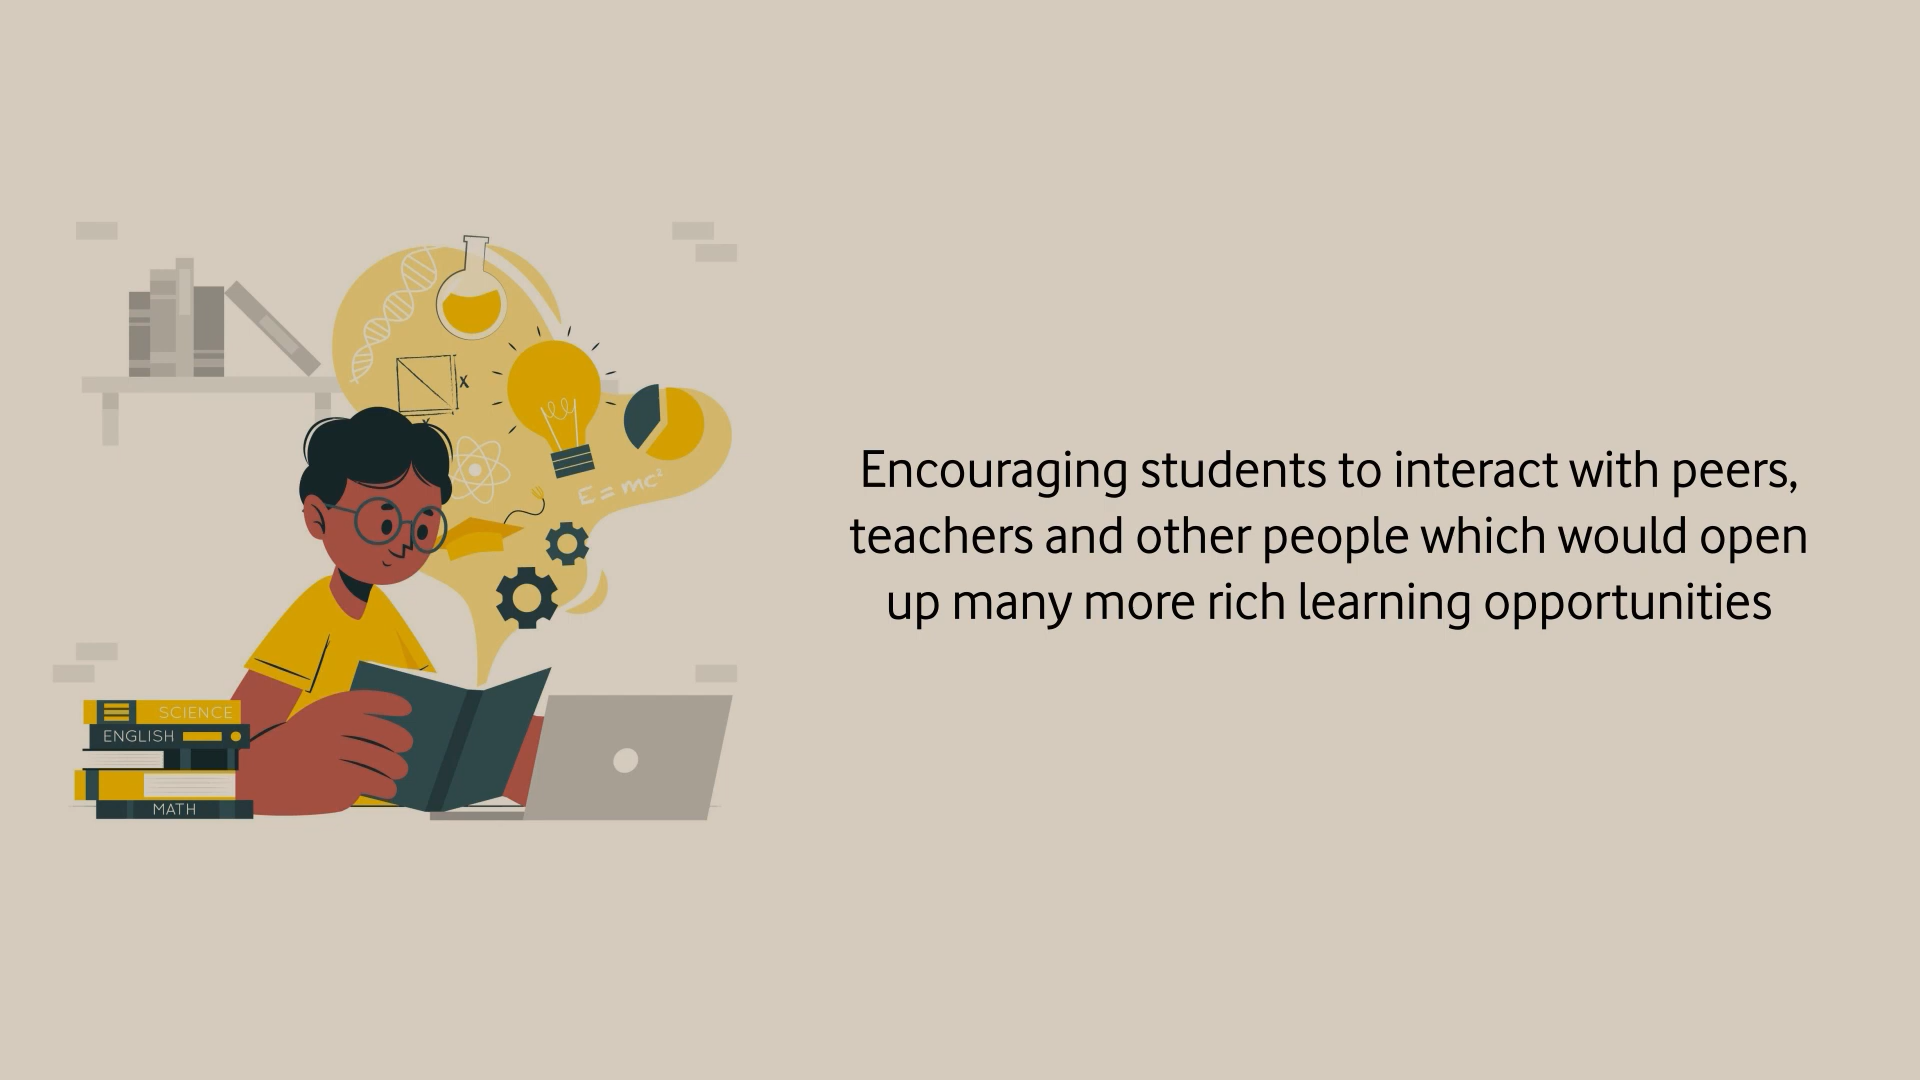 x
E = mc²
SCIENCE
ENGLISH
MATH
Encouraging students to interact with peers,
teachers and other people which would open
up many more rich learning opportunities